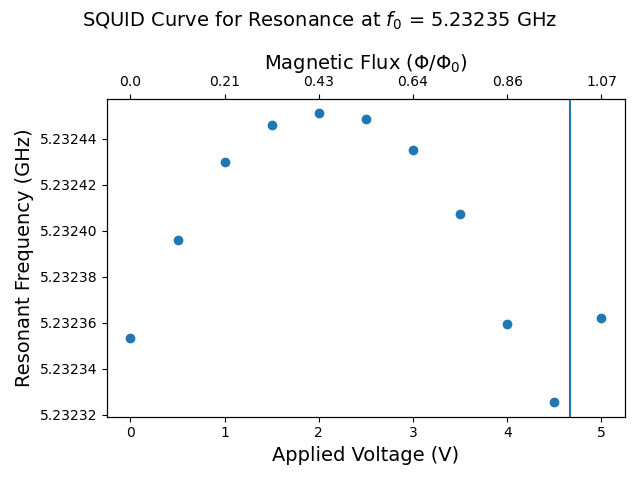 SQUID Curve for Resonance at f₀ = 5.23235 GHz
Magnetic Flux (Φ/Φ₀)
0.0 0.21 0.43 0.64 0.86 1.07
Resonant Frequency (GHz)
5.23244
5.23242
5.23240
5.23238
5.23236
5.23234
5.23232
0 1 2 3 4 5
Applied Voltage (V)